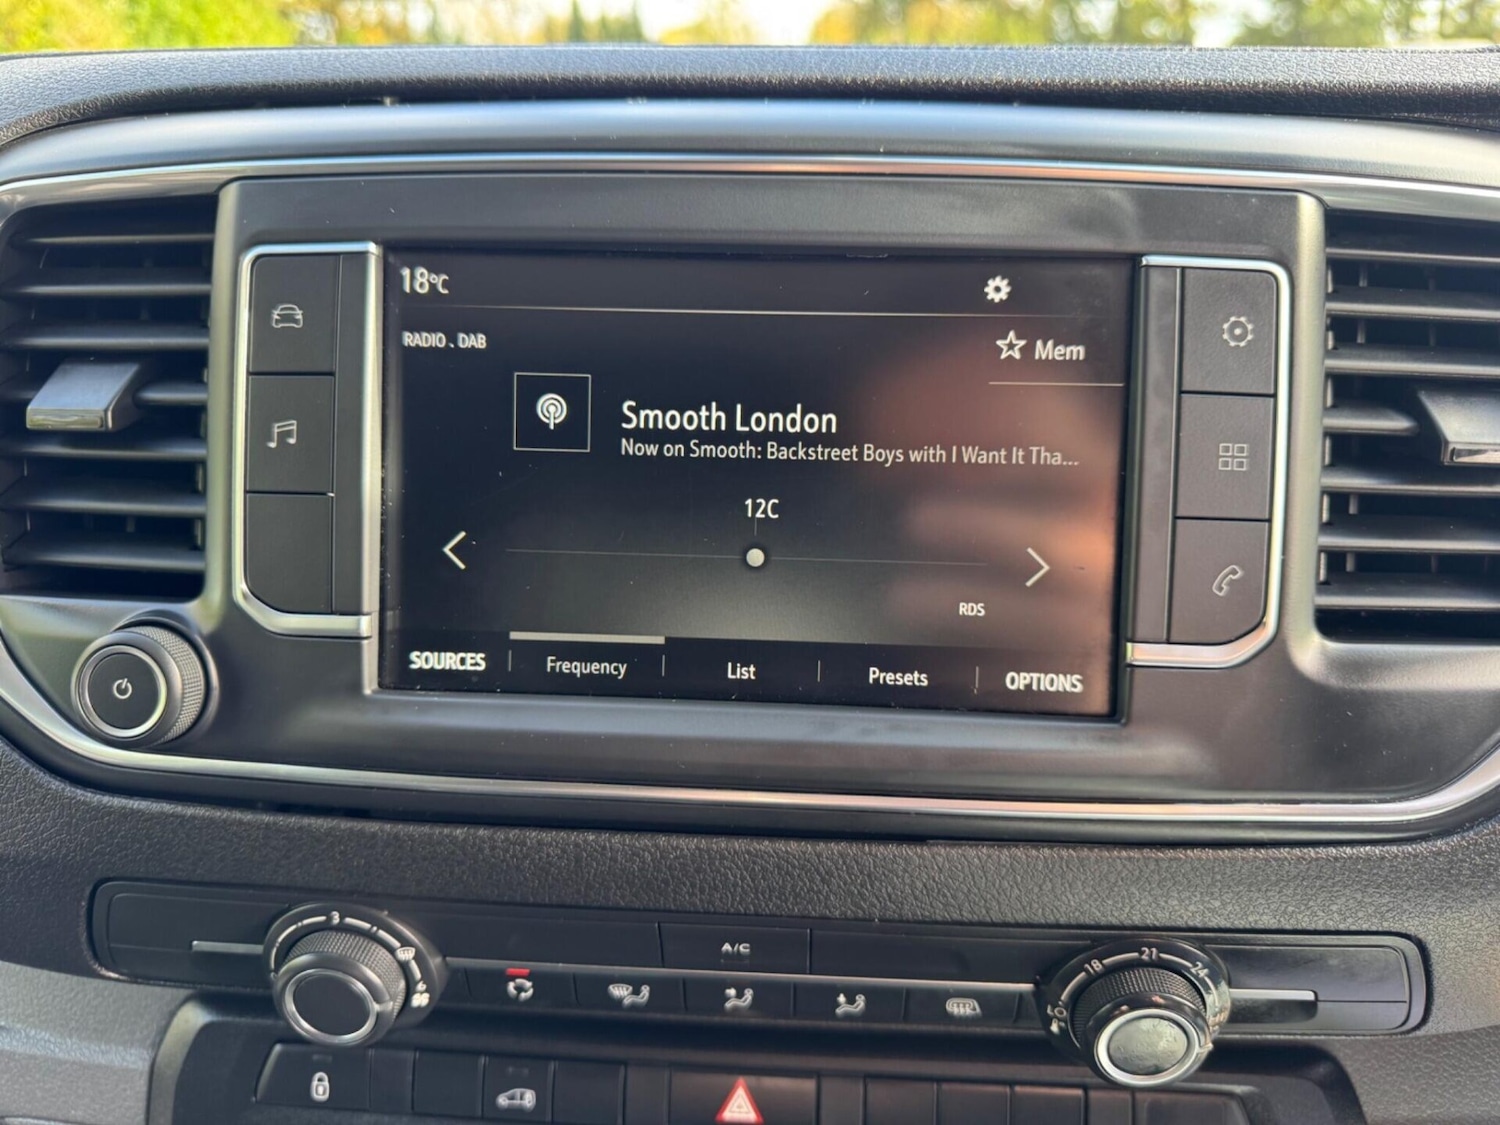 18°C
RADIO . DAB
Mem
Smooth London
Now on Smooth: Backstreet Boys with I Want It Tha...
12C
RDS
SOURCES
Frequency
List
Presets
OPTIONS
3
A/C
18
21
24
LO